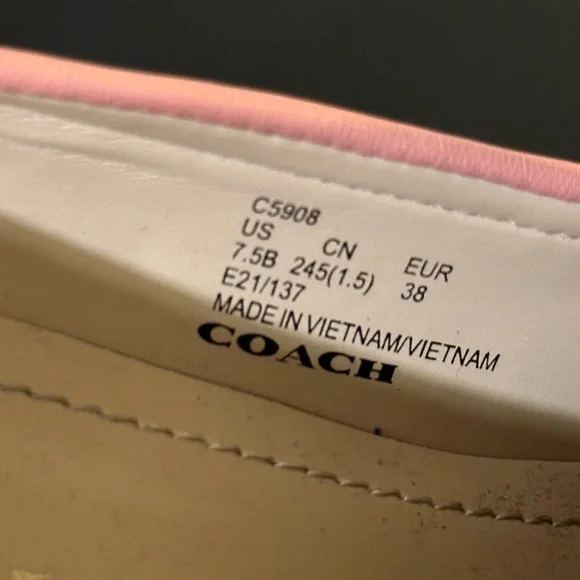 C5908
US CN EUR
7.5B 245(1.5) 38
E21/137
MADE IN VIETNAM/VIETNAM
COACH